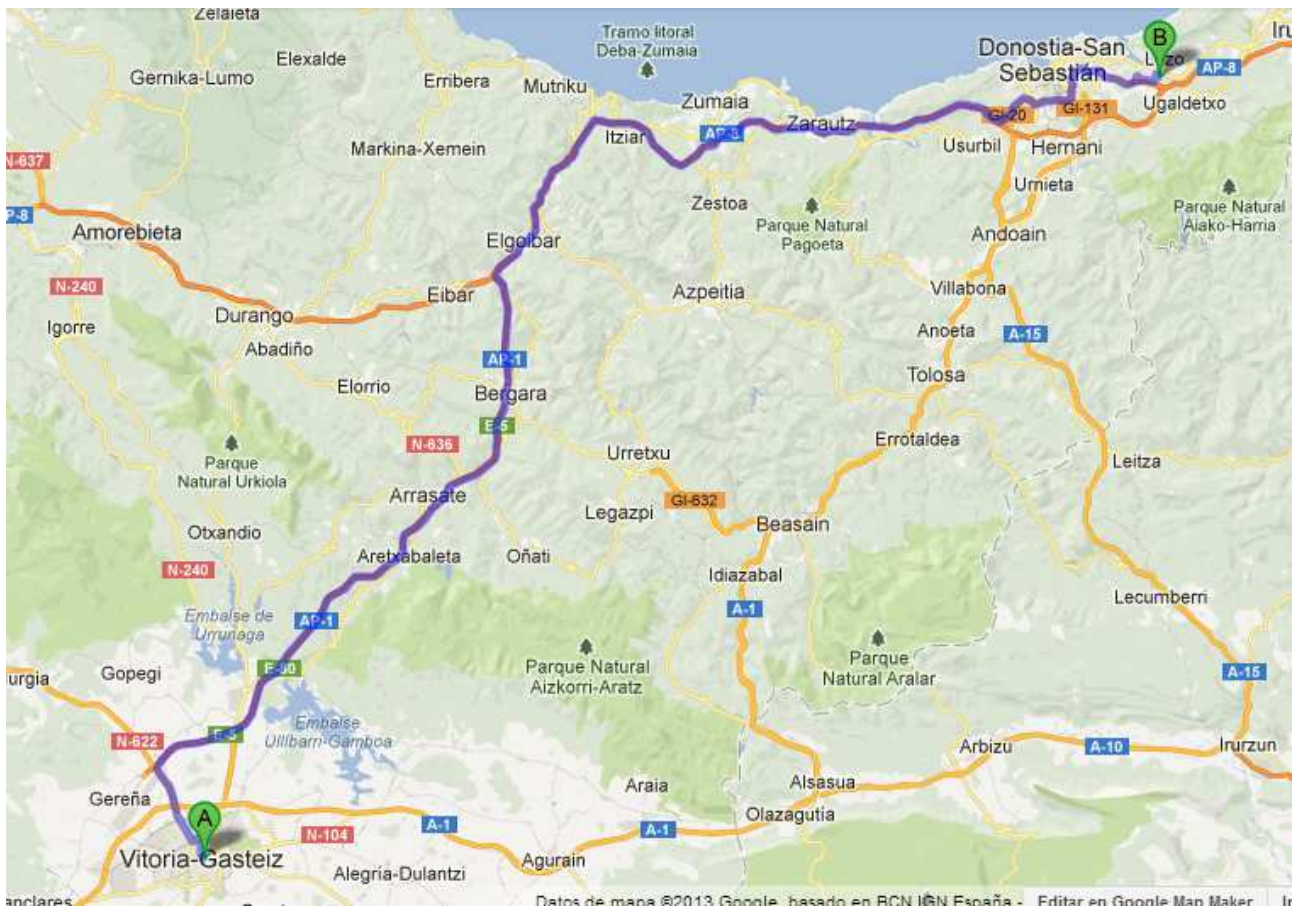 Zelaieta
Elexalde
Gernika-Lumo
Erribera
Mutriku
Tramo litoral
Deba-Zumaia
Donostia-San
Sebastián
B
AP-8
Ugaldetxo
Zumaia
AP-8
Zarautz
Itziar
GI-20
GI-131
Usurbil
Hernani
Urnieta
Markina-Xemein
N-637
Zestoa
Parque Natural
Pagoeta
Parque Natural
Aiako-Harria
Amorebieta
Elgoibar
Andoain
N-240
Eibar
Azpeitia
Villabona
Igorre
Durango
Abadiño
Anoeta
A-15
AP-1
Elorrio
Bergara
Tolosa
E-5
N-636
Urretxu
Errotaldea
Leitza
Parque
Natural Urkiola
Arrasate
Legazpi
GI-632
Beasain
Otxandio
Aretxabaleta
Oñati
N-240
Idiazabal
Lecumberri
A-1
Embalse de
Urrunaga
AP-1
Parque Natural
Aizkorri-Aratz
Parque
Natural Aralar
Gopegi
E-80
A-15
N-622
E-5
Embalse
Ullibarri-Gamboa
Arbizu
A-10
Irurzun
Gereña
Araia
Alsasua
Olazagutia
A
N-104
A-1
Vitoria-Gasteiz
Alegría-Dulantzi
Agurain
Datos de mapa ©2013 Google, basado en BCN IGN España - Editar en Google Map Maker